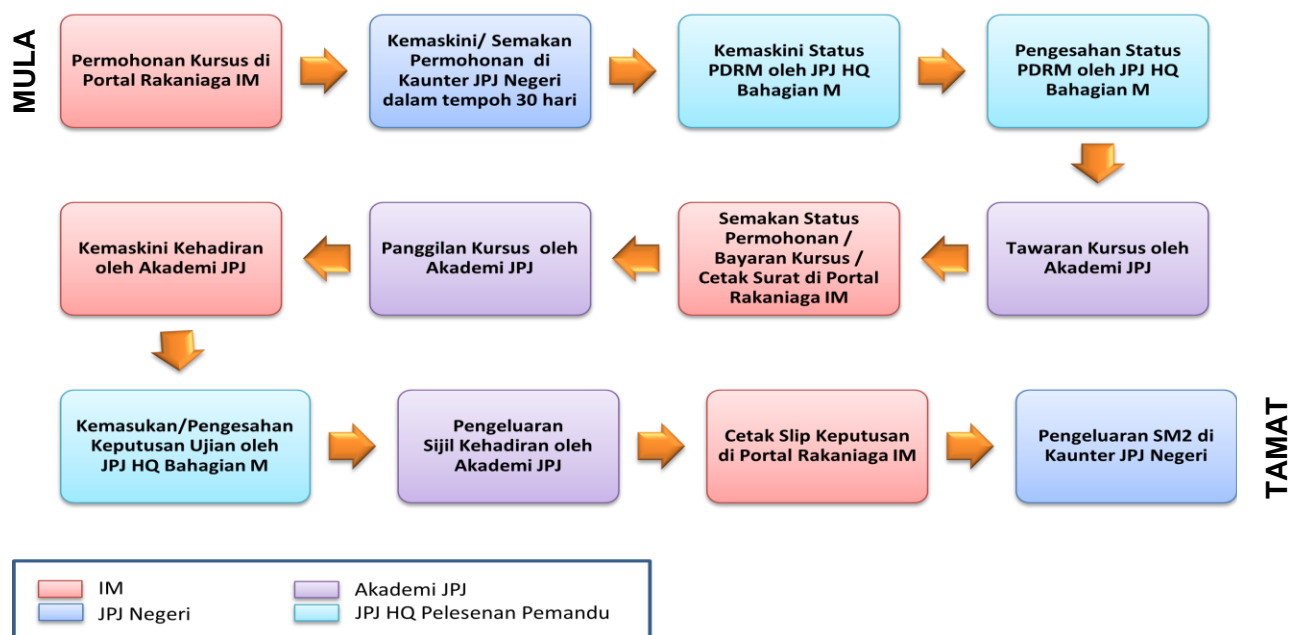 MULA
Permohonan Kursus di
Portal Rakaniaga IM
Kemaskini/ Semakan
Permohonan di
Kaunter JPJ Negeri
dalam tempoh 30 hari
Kemaskini Status
PDRM oleh JPJ HQ
Bahagian M
Pengesahan Status
PDRM oleh JPJ HQ
Bahagian M
Tawaran Kursus oleh
Akademi JPJ
Semakan Status
Permohonan /
Bayaran Kursus /
Cetak Surat di Portal
Rakaniaga IM
Panggilan Kursus oleh
Akademi JPJ
Kemaskini Kehadiran
oleh Akademi JPJ
Kemasukan/Pengesahan
Keputusan Ujian oleh
JPJ HQ Bahagian M
Pengeluaran
Sijil Kehadiran oleh
Akademi JPJ
Cetak Slip Keputusan
di Portal Rakaniaga IM
Pengeluaran SM2 di
Kaunter JPJ Negeri
TAMAT
IM
JPJ Negeri
Akademi JPJ
JPJ HQ Pelesenan Pemandu